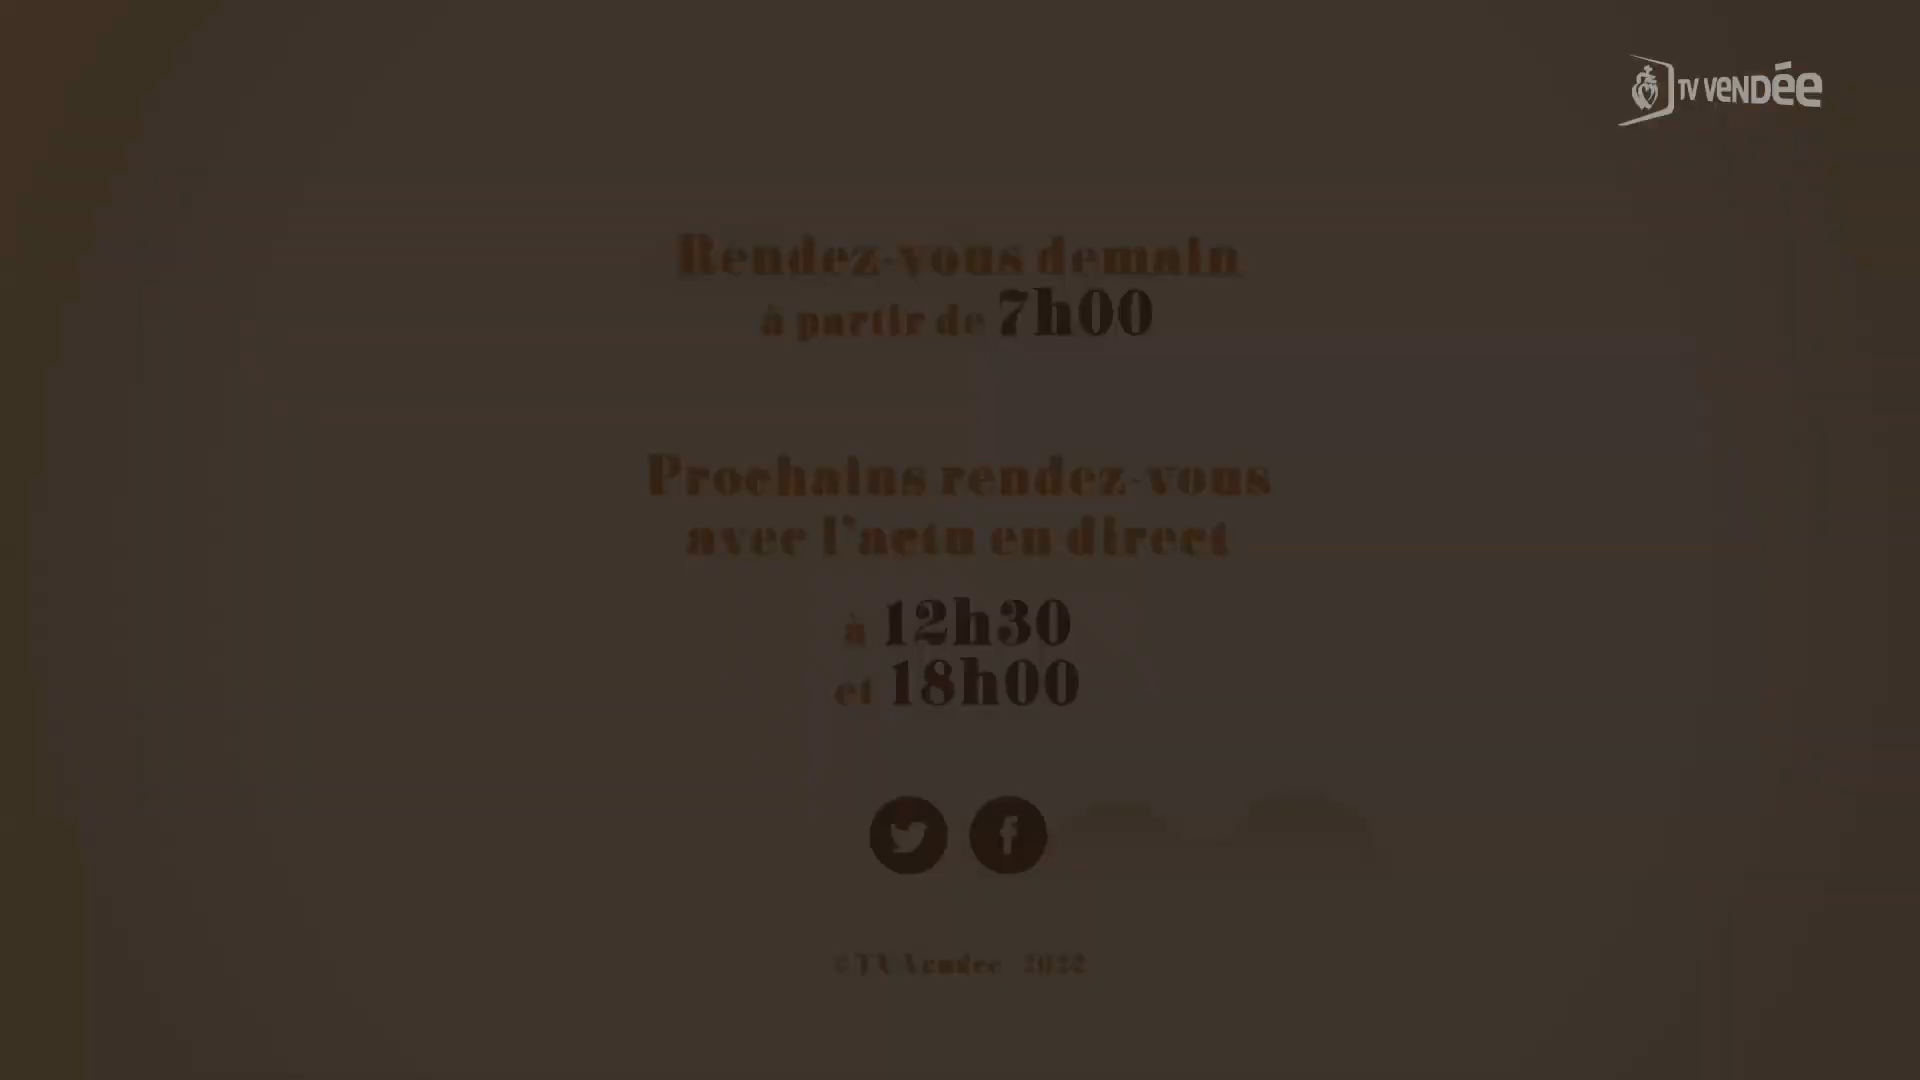 TV VENDÉE
Rendez-vous demain
à partir de 7h00
Prochains rendez-vous
avec l'actu en direct
à 12h30
et 18h00
©TV Vendée